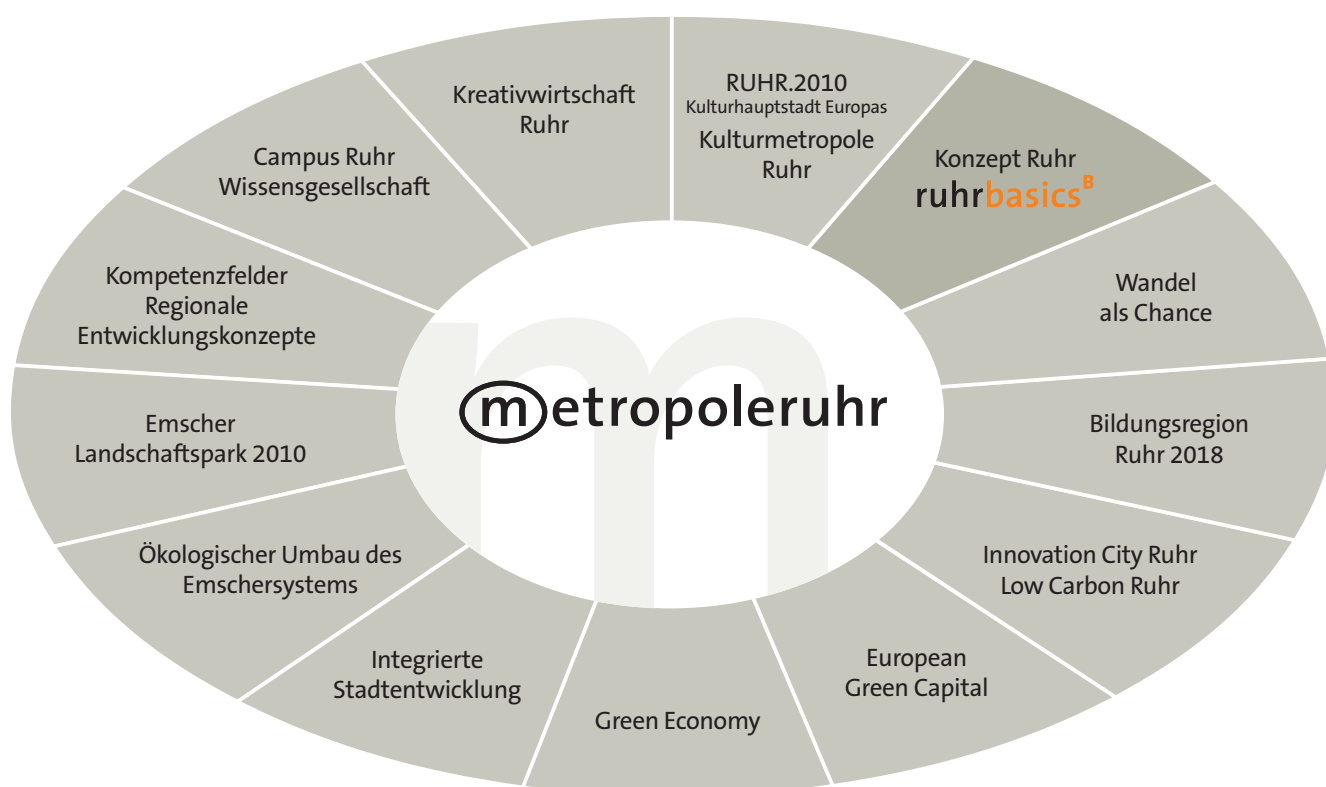 RUHR.2010
Kulturhauptstadt Europas
Kulturmetropole
Ruhr
Konzept Ruhr
ruhrbasicsB
Wandel
als Chance
Bildungsregion
Ruhr 2018
Innovation City Ruhr
Low Carbon Ruhr
European
Green Capital
Green Economy
Integrierte
Stadtentwicklung
Ökologischer Umbau des
Emschersystems
Emscher
Landschaftspark 2010
Kompetenzfelder
Regionale
Entwicklungskonzepte
Campus Ruhr
Wissensgesellschaft
Kreativwirtschaft
Ruhr
metropoleruhr